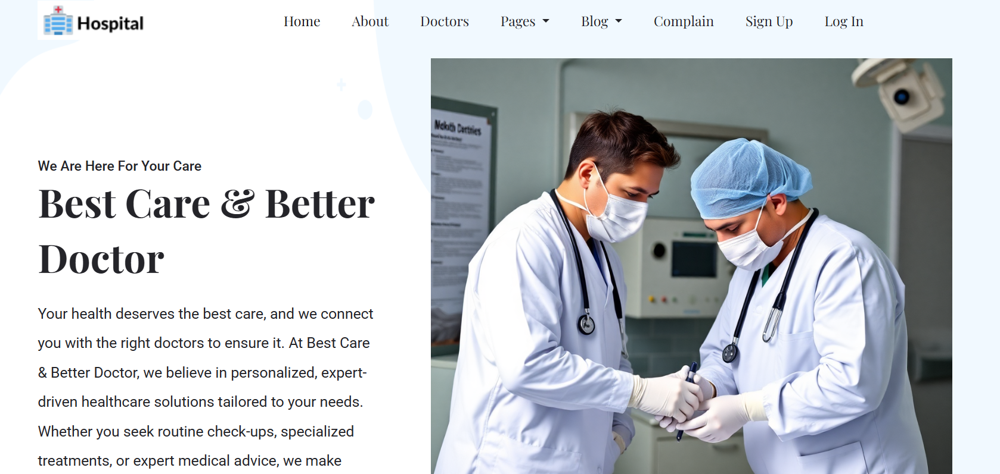 Hospital
Home About Doctors Pages Blog Complain Sign Up Log In
We Are Here For Your Care
Best Care & Better
Doctor
Your health deserves the best care, and we connect
you with the right doctors to ensure it. At Best Care
& Better Doctor, we believe in personalized, expert-
driven healthcare solutions tailored to your needs.
Whether you seek routine check-ups, specialized
treatments, or expert medical advice, we make